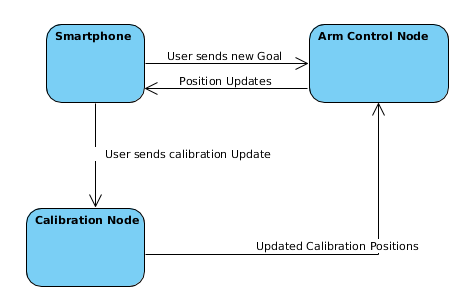 Smartphone
Arm Control Node
User sends new Goal
Position Updates
User sends calibration Update
Calibration Node
Updated Calibration Positions